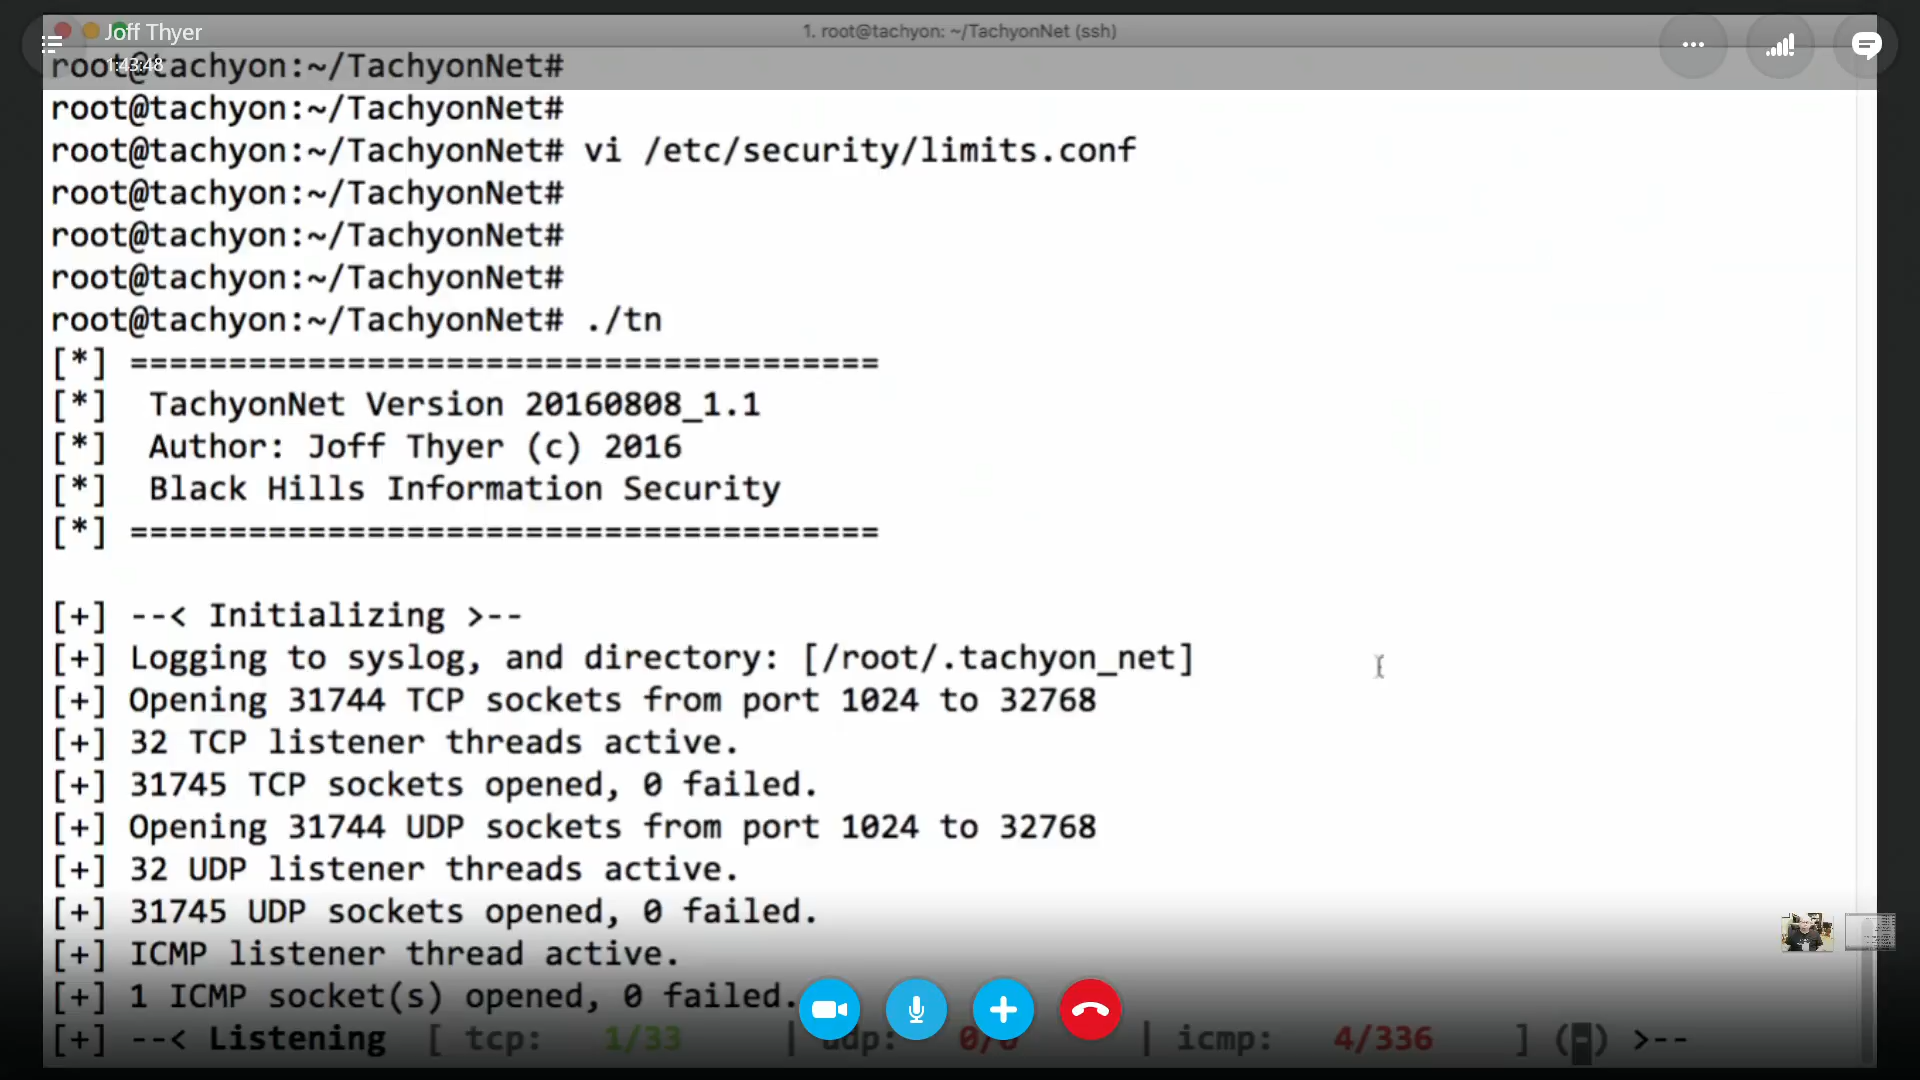 Joff Thyer
1. root@tachyon: ~/TachyonNet (ssh)
1:43:48
root@tachyon:~/TachyonNet#
root@tachyon:~/TachyonNet#
root@tachyon:~/TachyonNet# vi /etc/security/limits.conf
root@tachyon:~/TachyonNet#
root@tachyon:~/TachyonNet#
root@tachyon:~/TachyonNet#
root@tachyon:~/TachyonNet# ./tn
[*] ======================================
[*]  TachyonNet Version 20160808_1.1
[*]  Author: Joff Thyer (c) 2016
[*]  Black Hills Information Security
[*] ======================================
[+] --< Initializing >--
[+] Logging to syslog, and directory: [/root/.tachyon_net]
[+] Opening 31744 TCP sockets from port 1024 to 32768
[+] 32 TCP listener threads active.
[+] 31745 TCP sockets opened, 0 failed.
[+] Opening 31744 UDP sockets from port 1024 to 32768
[+] 32 UDP listener threads active.
[+] 31745 UDP sockets opened, 0 failed.
[+] ICMP listener thread active.
[+] 1 ICMP socket(s) opened, 0 failed.
[+] --< Listening [ tcp: 1/33 | udp: 0/0 | icmp: 4/336 ] (-) >--